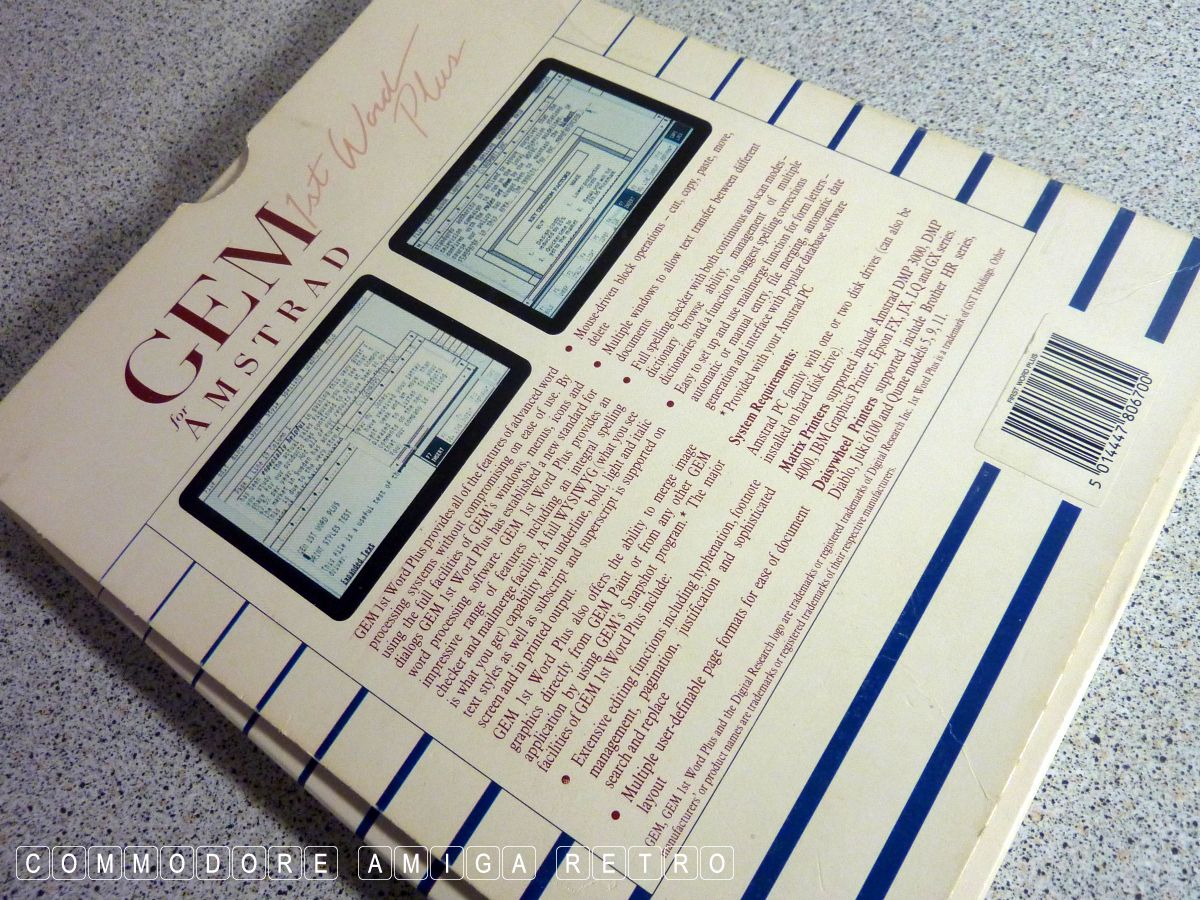 GEM 1st Word Plus
for
AMSTRAD
1ST WORD PLUS
PRINT STYLES TEST
GEM 1st Word Plus provides all of the features of advanced word
processing systems without compromising on ease of use. By
using the full facilities of GEM's windows, menus, icons and
dialogs GEM 1st Word Plus has established a new standard for
word processing software. GEM 1st Word Plus provides an
impressive range of features including an integral spelling
checker and mailmerge facility. A full WYSIWYG (what you see
is what you get) capability with underline, bold, light and italic
text styles as well as subscript and superscript is supported on
screen and in printed output.
GEM 1st Word Plus also offers the ability to merge image
graphics directly from GEM Paint or from any other GEM
application by using GEM's Snapshot program.* The major
facilities of GEM 1st Word Plus include:
• Extensive editing functions including hyphenation, footnote
management, pagination, justification and sophisticated
search and replace
• Multiple user-definable page formats for ease of document
layout
• Mouse-driven block operations – cut, copy, paste, move,
delete
• Multiple windows to allow text transfer between different
documents
• Full spelling checker with both continuous and scan modes –
dictionary browse ability, management of multiple
dictionaries and a function to suggest spelling corrections
• Easy to set up and use mailmerge function for form letters –
automatic or manual entry, file merging, automatic date
generation and interface with popular database software
* Provided with your Amstrad PC
System Requirements:
Amstrad PC family with one or two disk drives (can also be
installed on hard disk drive)
Matrix Printers supported include Amstrad DMP 3000, DMP
4000, IBM Graphics Printer, Epson FX, JX, LQ and GX series.
Daisywheel Printers supported include Brother HR series,
Diablo, Juki 6100 and Qume models 5, 9, 11.
GEM, GEM 1st Word Plus and the Digital Research logo are trademarks or registered trademarks of Digital Research Inc. 1st Word Plus is a trademark of GST Holdings. Other
manufacturers' or product names are trademarks or registered trademarks of their respective manufacturers.
FIRST WORD PLUS
5 014447 806700
COMMODORE AMIGA RETRO